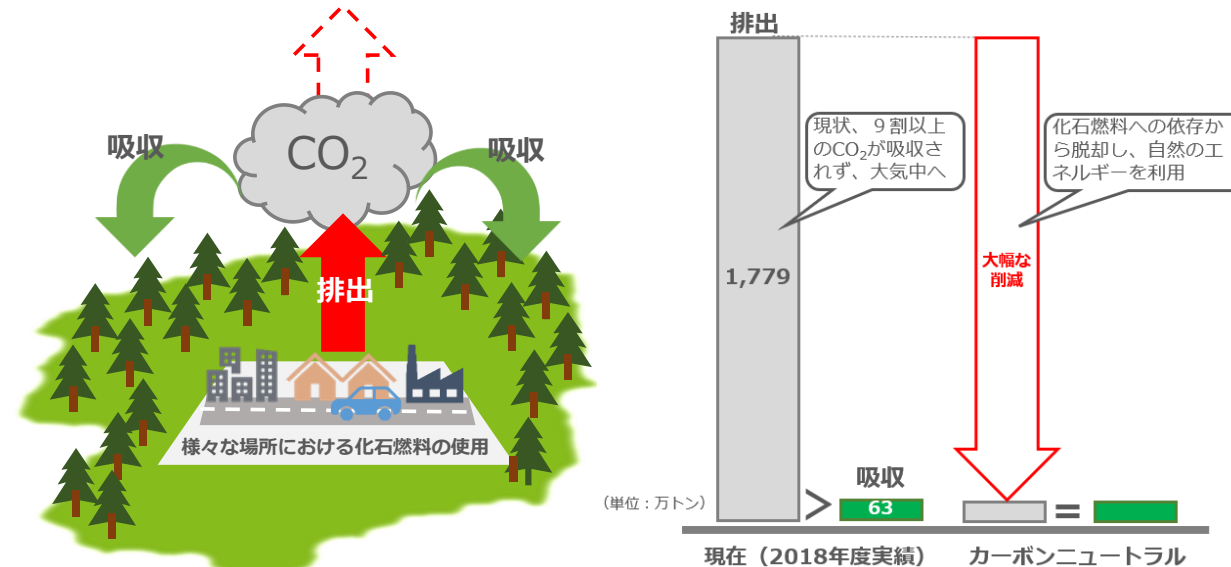 吸収
CO₂
吸収
排出
様々な場所における化石燃料の使用
排出
現状、９割以上
のCO₂が吸収さ
れず、大気中へ
化石燃料への依存か
ら脱却し、自然のエ
ネルギーを利用
1,779
大幅な
削減
（単位：万トン）
>
吸収
63
=
現在（2018年度実績）
カーボンニュートラル